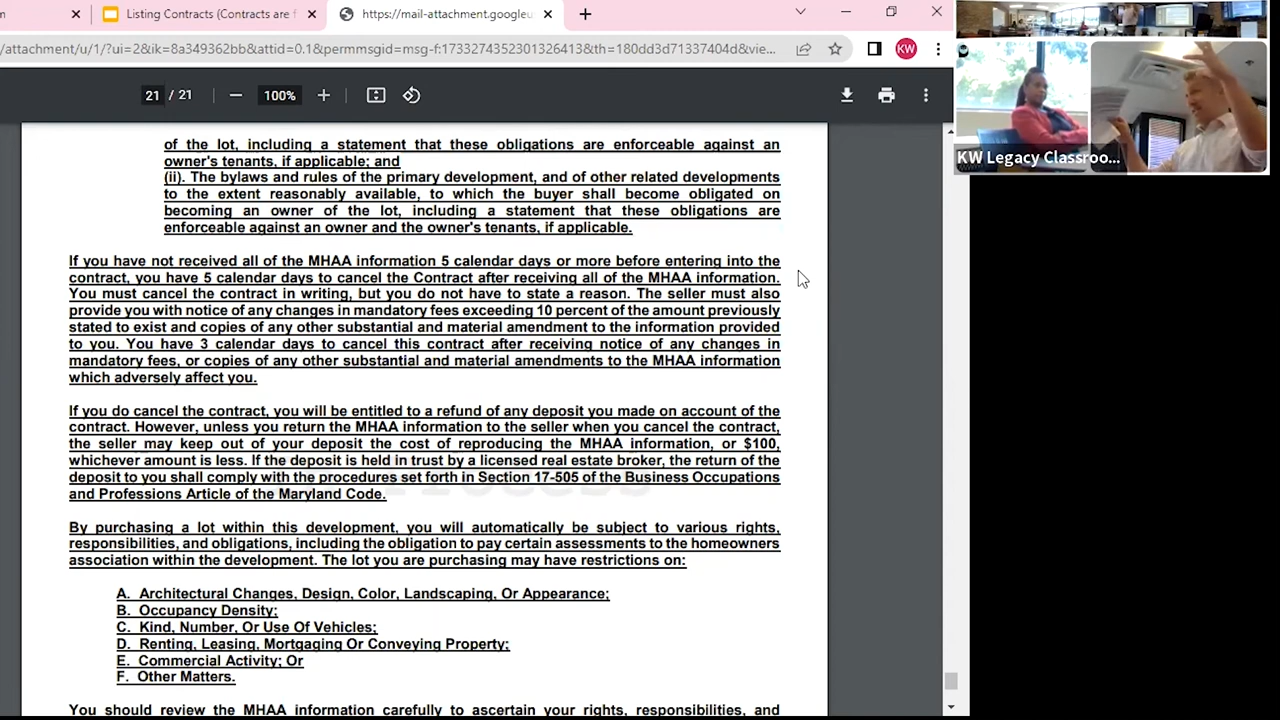 Listing Contracts (Contracts are f
https://mail-attachment.googleu
/attachment/u/1/?ui=2&ik=8a349362bb&attid=0.1&permmsgid=msg-f:1733274352301326413&th=180dd3d71337404d&vie...
KW
21 / 21
100%
KW Legacy Classroo...
of the lot, including a statement that these obligations are enforceable against an
owner's tenants, if applicable; and
(ii). The bylaws and rules of the primary development, and of other related developments
to the extent reasonably available, to which the buyer shall become obligated on
becoming an owner of the lot, including a statement that these obligations are
enforceable against an owner and the owner's tenants, if applicable.
If you have not received all of the MHAA information 5 calendar days or more before entering into the
contract, you have 5 calendar days to cancel the Contract after receiving all of the MHAA information.
You must cancel the contract in writing, but you do not have to state a reason. The seller must also
provide you with notice of any changes in mandatory fees exceeding 10 percent of the amount previously
stated to exist and copies of any other substantial and material amendment to the information provided
to you. You have 3 calendar days to cancel this contract after receiving notice of any changes in
mandatory fees, or copies of any other substantial and material amendments to the MHAA information
which adversely affect you.
If you do cancel the contract, you will be entitled to a refund of any deposit you made on account of the
contract. However, unless you return the MHAA information to the seller when you cancel the contract,
the seller may keep out of your deposit the cost of reproducing the MHAA information, or $100,
whichever amount is less. If the deposit is held in trust by a licensed real estate broker, the return of the
deposit to you shall comply with the procedures set forth in Section 17-505 of the Business Occupations
and Professions Article of the Maryland Code.
By purchasing a lot within this development, you will automatically be subject to various rights,
responsibilities, and obligations, including the obligation to pay certain assessments to the homeowners
association within the development. The lot you are purchasing may have restrictions on:
A. Architectural Changes, Design, Color, Landscaping, Or Appearance;
B. Occupancy Density;
C. Kind, Number, Or Use Of Vehicles;
D. Renting, Leasing, Mortgaging Or Conveying Property;
E. Commercial Activity; Or
F. Other Matters.
You should review the MHAA information carefully to ascertain your rights, responsibilities, and